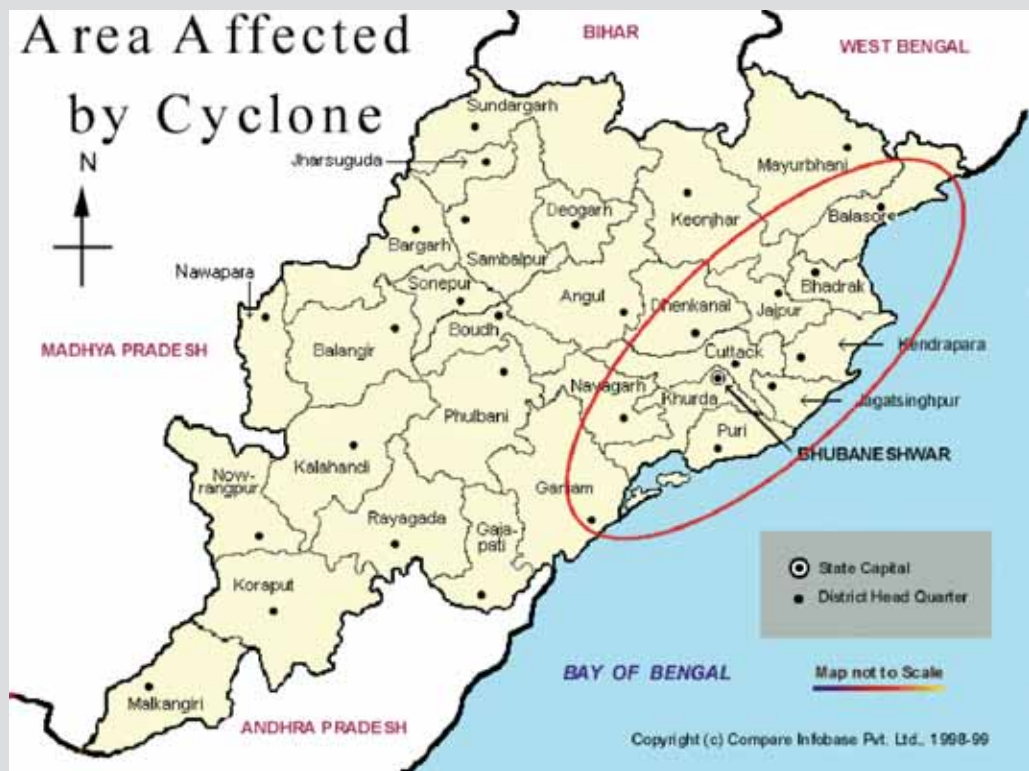 Area Affected
by Cyclone
BIHAR
WEST BENGAL
N
Sundargarh
Jharsuguda
Mayurbhani
Deogarh
Keonjhar
Balasore
Bargarh
Sambalpur
Nawapara
Sonepur
Angul
Dhenkanal
Bhadrak
Jajpur
Boudh
MADHYA PRADESH
Balangir
Cuttack
Kendrapara
Nayagarh
Khurda
Jagatsinghpur
Phulbani
Puri
BHUBANESHWAR
Kalahandi
Now-
rangpur
Ganjam
Rayagada
Gaja-
pati
Koraput
State Capital
District Head Quarter
BAY OF BENGAL
Map not to Scale
Malkangiri
ANDHRA PRADESH
Copyright (c) Compare Infobase Pvt. Ltd., 1998-99